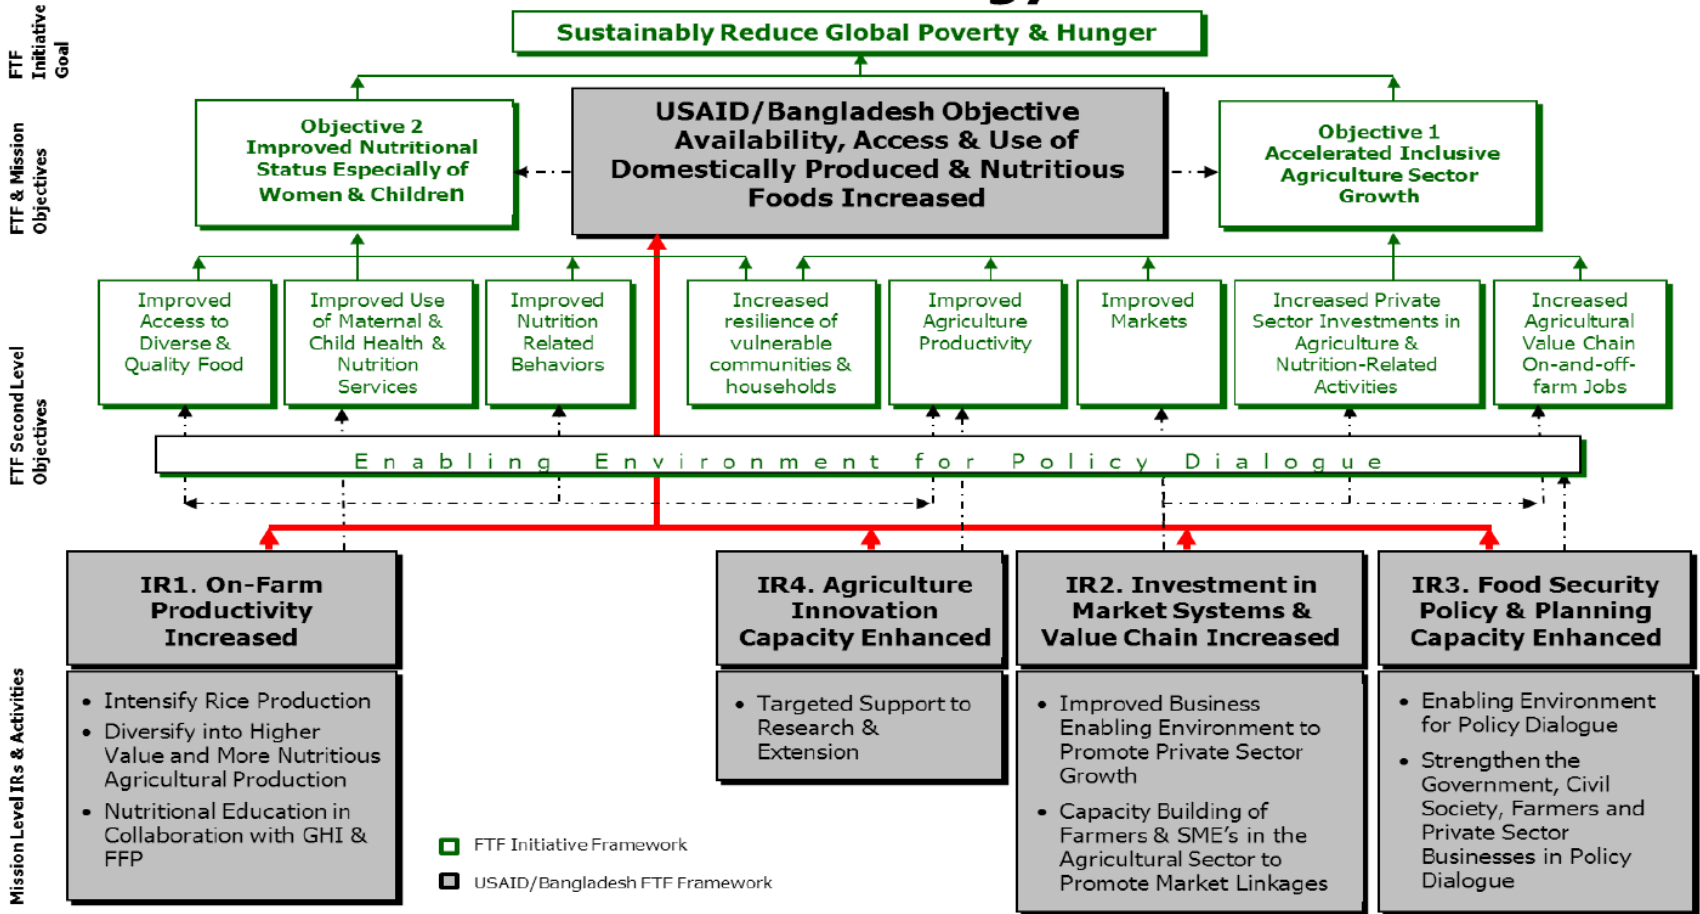 FTF
Initiative
Goal
Sustainably Reduce Global Poverty & Hunger
FTF & Mission
Objectives
Objective 2
Improved Nutritional
Status Especially of
Women & Children
USAID/Bangladesh Objective
Availability, Access & Use of
Domestically Produced & Nutritious
Foods Increased
Objective 1
Accelerated Inclusive
Agriculture Sector
Growth
FTF Second Level
Objectives
Improved
Access to
Diverse &
Quality Food
Improved Use
of Maternal &
Child Health &
Nutrition
Services
Improved
Nutrition
Related
Behaviors
Increased
resilience of
vulnerable
communities &
households
Improved
Agriculture
Productivity
Improved
Markets
Increased Private
Sector Investments in
Agriculture &
Nutrition-Related
Activities
Increased
Agricultural
Value Chain
On-and-off-
farm Jobs
Enabling Environment for Policy Dialogue
Mission Level IRs & Activities
IR1. On-Farm
Productivity
Increased
• Intensify Rice Production
• Diversify into Higher
Value and More Nutritious
Agricultural Production
• Nutritional Education in
Collaboration with GHI &
FFP
IR4. Agriculture
Innovation
Capacity Enhanced
• Targeted Support to
Research &
Extension
IR2. Investment in
Market Systems &
Value Chain Increased
• Improved Business
Enabling Environment to
Promote Private Sector
Growth
• Capacity Building of
Farmers & SME's in the
Agricultural Sector to
Promote Market Linkages
IR3. Food Security
Policy & Planning
Capacity Enhanced
• Enabling Environment
for Policy Dialogue
• Strengthen the
Government, Civil
Society, Farmers and
Private Sector
Businesses in Policy
Dialogue
FTF Initiative Framework
USAID/Bangladesh FTF Framework